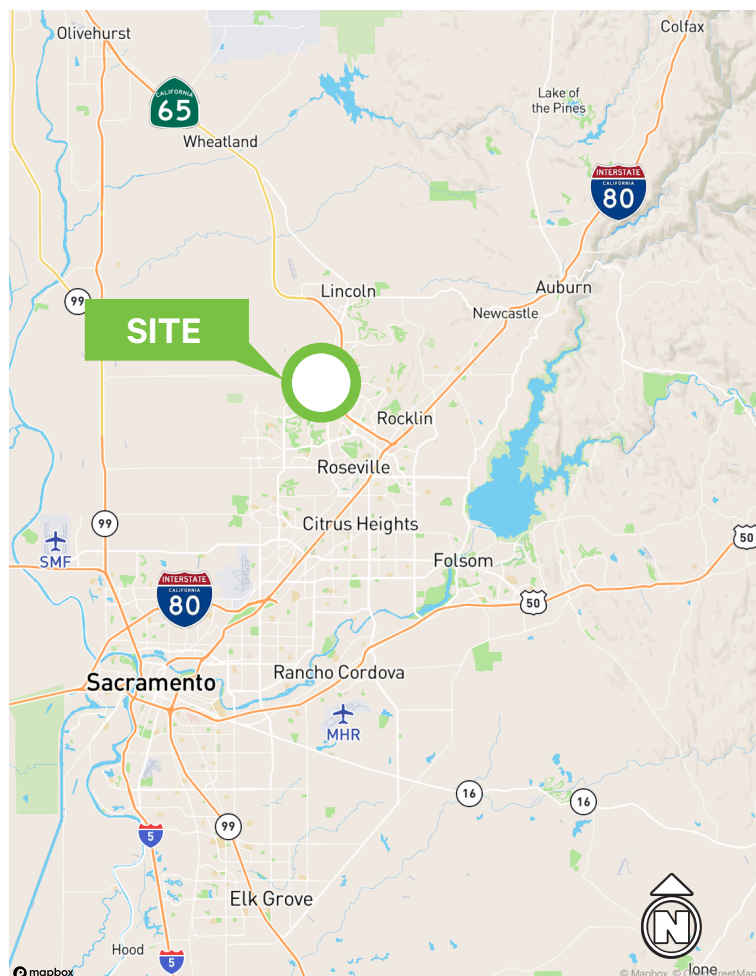 Olivehurst
Colfax
CALIFORNIA
65
Lake of
the Pines
Wheatland
INTERSTATE
CALIFORNIA
80
Auburn
Lincoln
99
Newcastle
SITE
Rocklin
Roseville
99
Citrus Heights
50
SMF
Folsom
INTERSTATE
CALIFORNIA
80
50
Rancho Cordova
Sacramento
MHR
16
16
99
5
Elk Grove
N
Hood
5
Ione
mapbox
© Mapbox, © OpenStreetMap